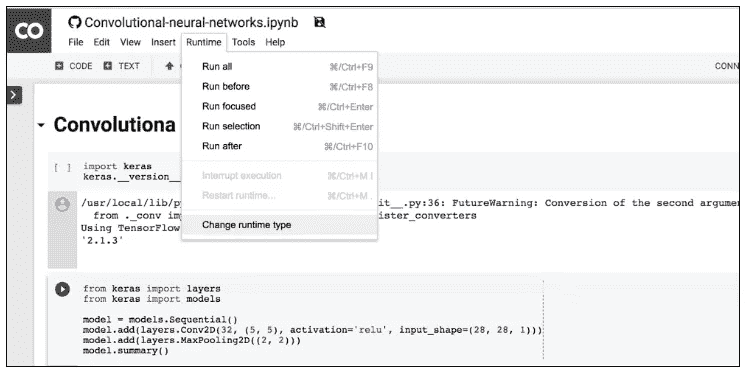 CO
Convolutional-neural-networks.ipynb
File Edit View Insert Runtime Tools Help
CODE TEXT CONN
Run all ⌘/Ctrl+F9
Run before ⌘/Ctrl+F8
Run focused ⌘/Ctrl+Enter
Run selection ⌘/Ctrl+Shift+Enter
Run after ⌘/Ctrl+F10
Interrupt execution ⌘/Ctrl+M I
Restart runtime... ⌘/Ctrl+M .
Change runtime type
Convolutiona
[ ] import keras
keras.__version__
/usr/local/lib/py it__.py:36: FutureWarning: Conversion of the second argumen
from ._conv im ister_converters
Using TensorFlow
'2.1.3'
from keras import layers
from keras import models
model = models.Sequential()
model.add(layers.Conv2D(32, (5, 5), activation='relu', input_shape=(28, 28, 1)))
model.add(layers.MaxPooling2D((2, 2)))
model.summary()